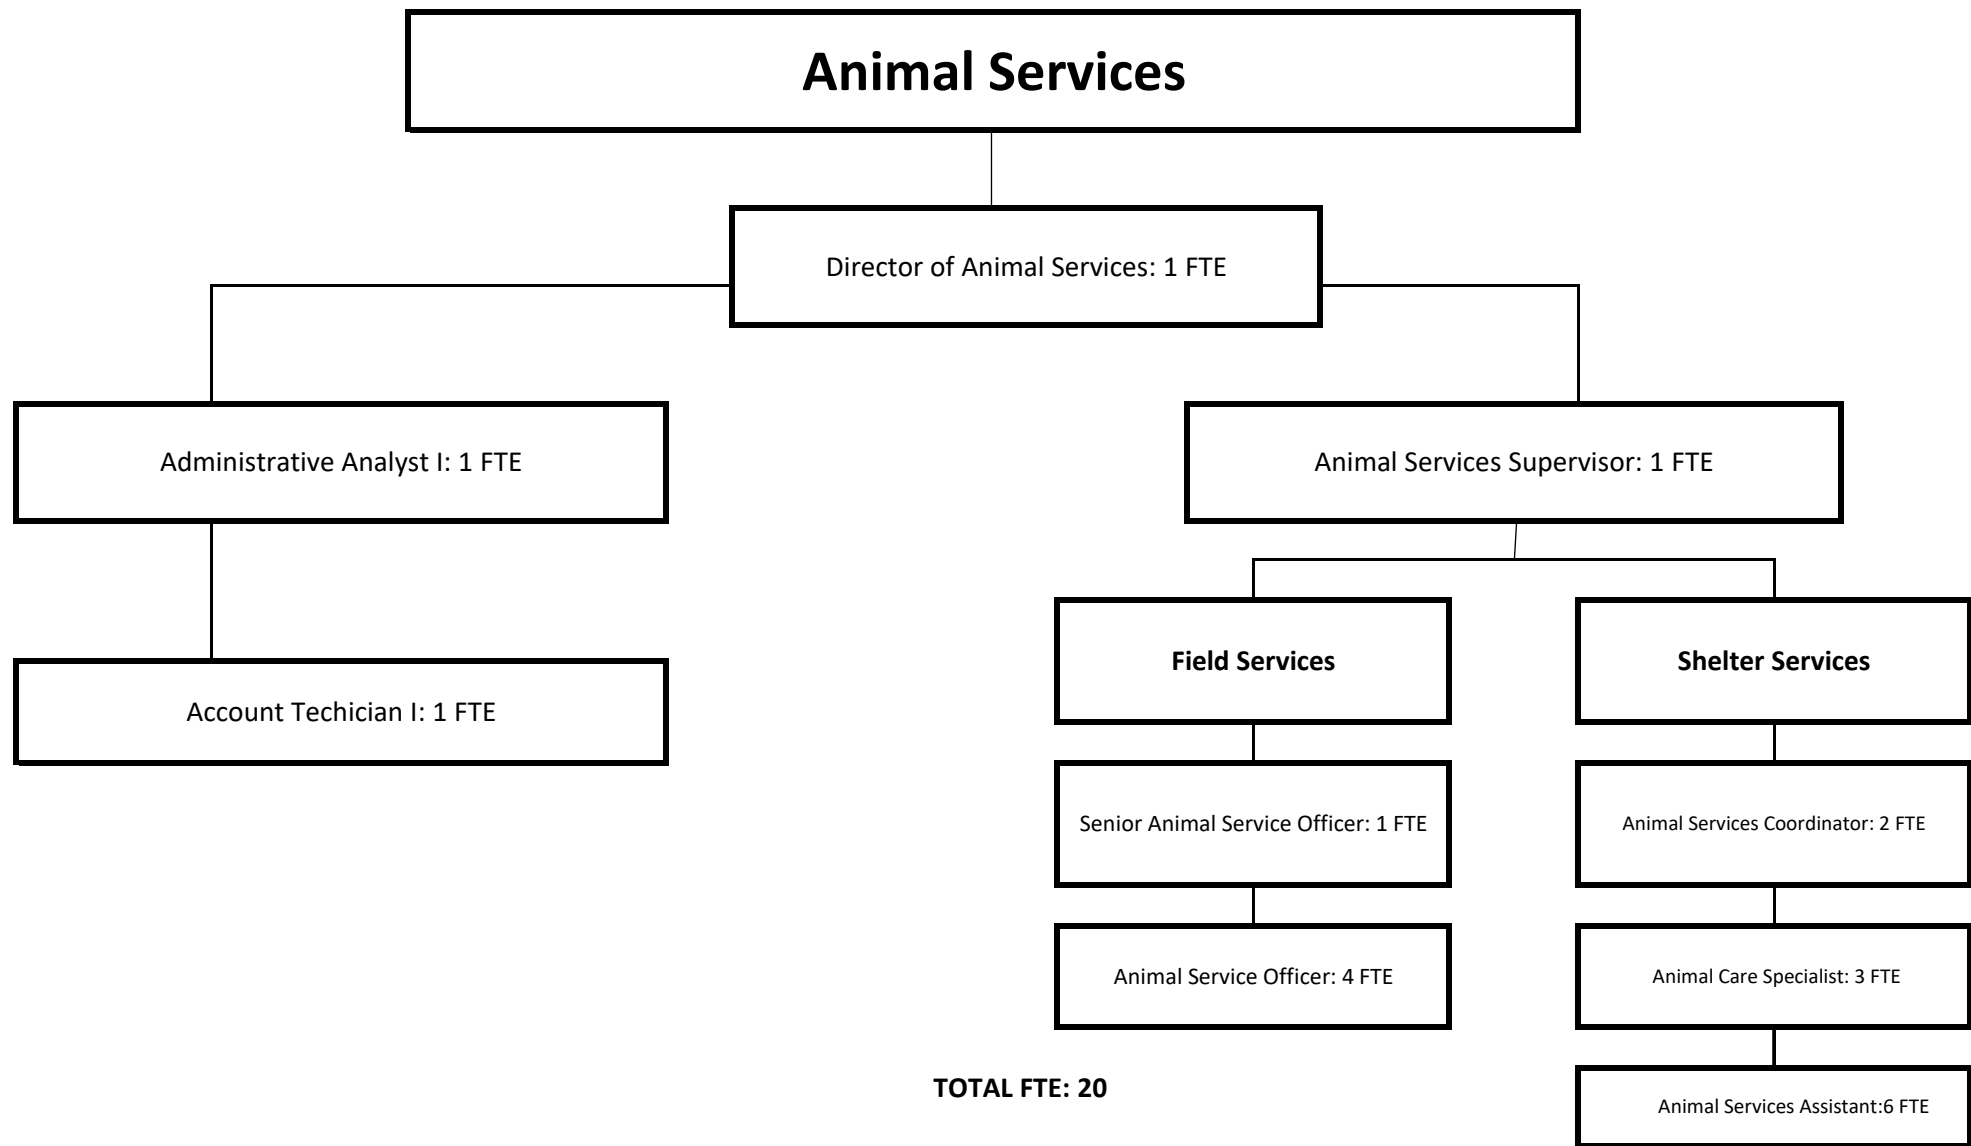 Animal Services
Director of Animal Services: 1 FTE
Administrative Analyst I: 1 FTE
Animal Services Supervisor: 1 FTE
Account Techician I: 1 FTE
Field Services
Shelter Services
Senior Animal Service Officer: 1 FTE
Animal Services Coordinator: 2 FTE
Animal Service Officer: 4 FTE
Animal Care Specialist: 3 FTE
TOTAL FTE: 20
Animal Services Assistant:6 FTE